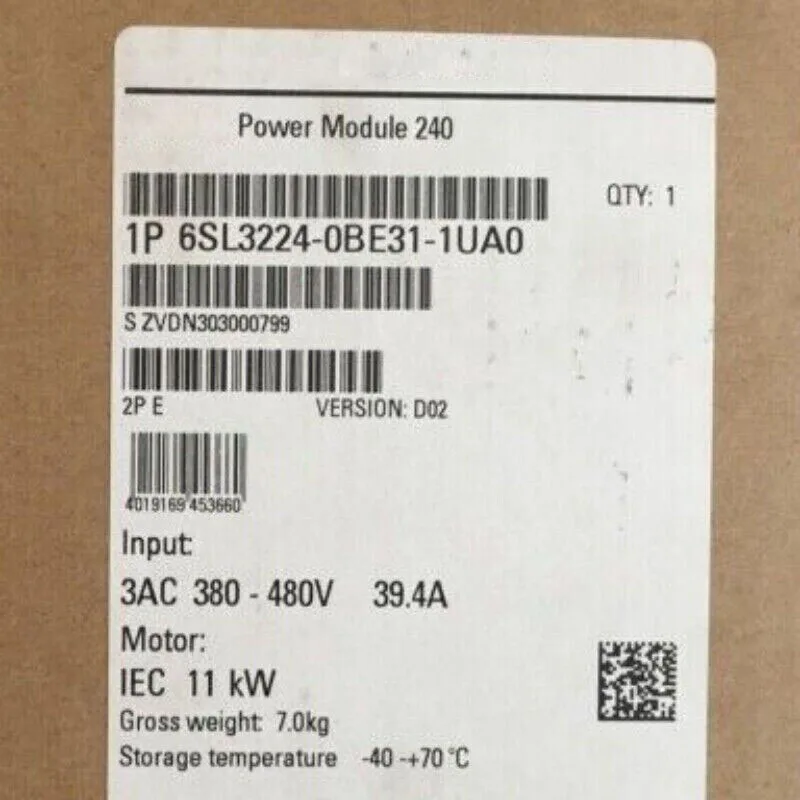 Power Module 240
QTY: 1
1P 6SL3224-0BE31-1UA0
S ZVDN303000799
2P E VERSION: D02
4019169 453660
Input:
3AC 380 - 480V 39.4A
Motor:
IEC 11 kW
Gross weight: 7.0kg
Storage temperature -40 -+70 °C